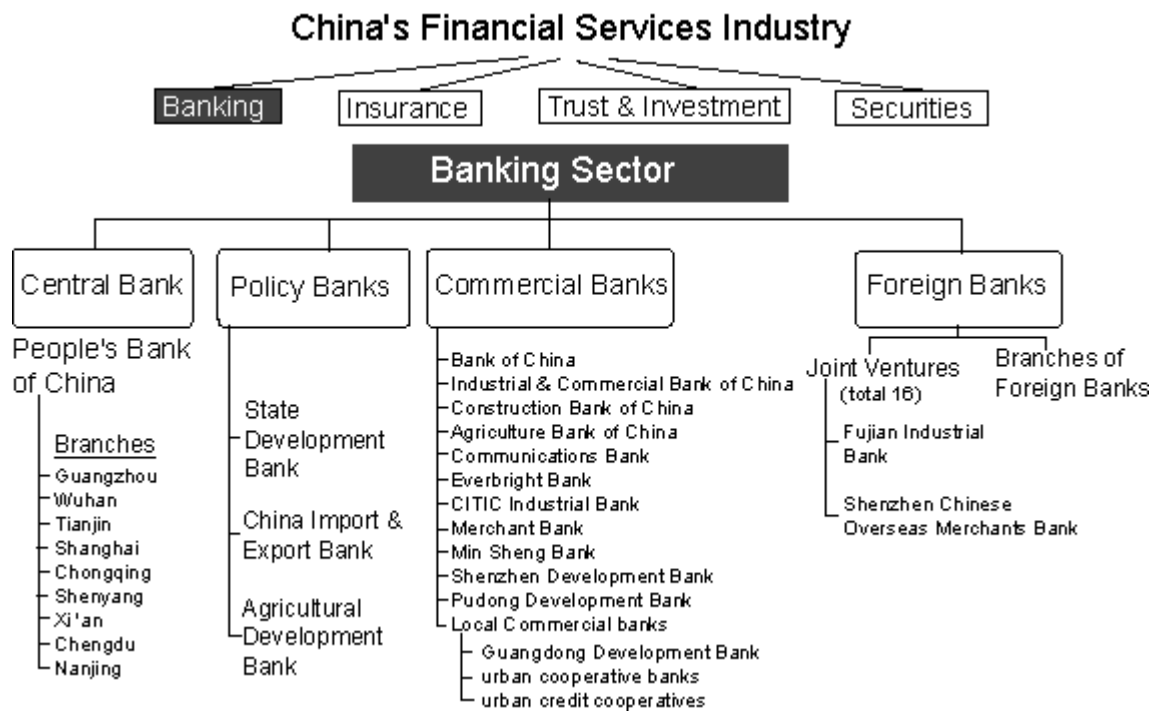 China's Financial Services Industry
Banking
Insurance
Trust & Investment
Securities
Banking Sector
Central Bank
Policy Banks
Commercial Banks
Foreign Banks
People's Bank
of China
Branches
Guangzhou
Wuhan
Tianjin
Shanghai
Chongqing
Shenyang
Xi'an
Chengdu
Nanjing
State
Development
Bank
China Import &
Export Bank
Agricultural
Development
Bank
Bank of China
Industrial & Commercial Bank of China
Construction Bank of China
Agriculture Bank of China
Communications Bank
Everbright Bank
CITIC Industrial Bank
Merchant Bank
Min Sheng Bank
Shenzhen Development Bank
Pudong Development Bank
Local Commercial banks
Guangdong Development Bank
urban cooperative banks
urban credit cooperatives
Joint Ventures
(total 16)
Fujian Industrial
Bank
Shenzhen Chinese
Overseas Merchants Bank
Branches of
Foreign Banks